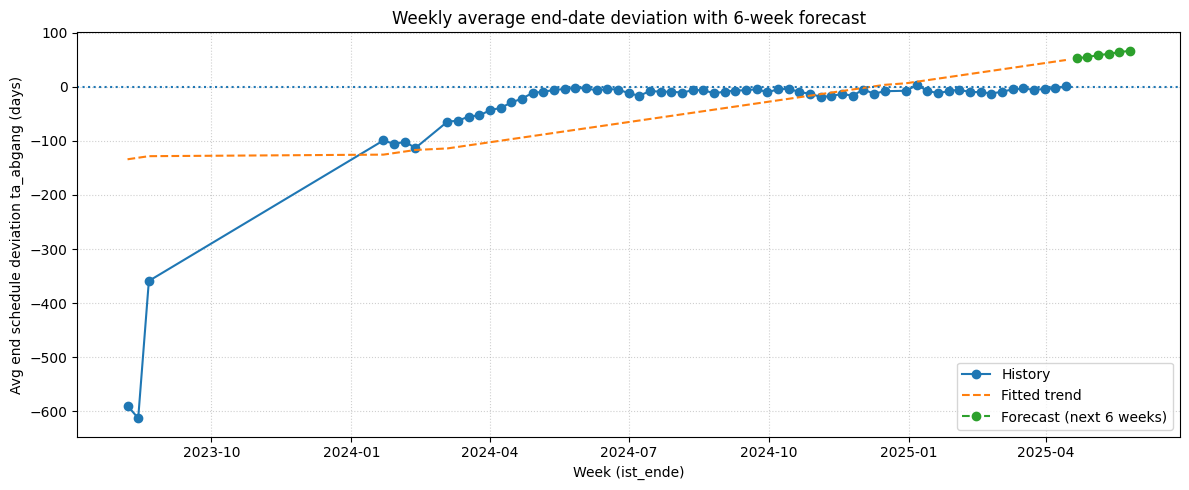 Weekly average end-date deviation with 6-week forecast
Avg end schedule deviation ta_abgang (days)
100
0
−100
−200
−300
−400
−500
−600
History
Fitted trend
Forecast (next 6 weeks)
2023-10
2024-01
2024-04
2024-07
2024-10
2025-01
2025-04
Week (ist_ende)